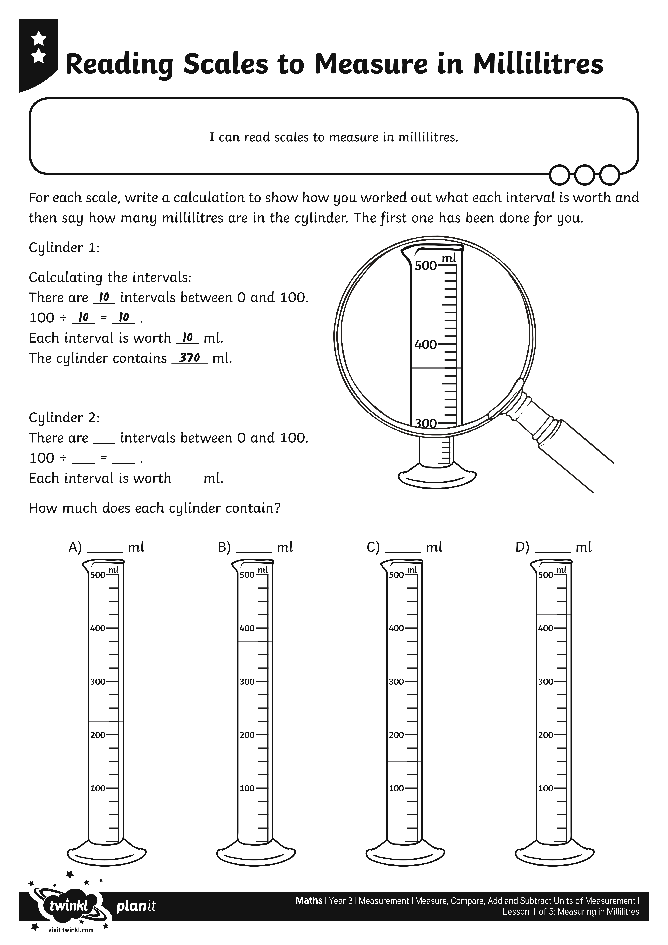 Reading Scales to Measure in Millilitres
I can read scales to measure in millilitres.
For each scale, write a calculation to show how you worked out what each interval is worth and
then say how many millilitres are in the cylinder. The first one has been done for you.
Cylinder 1:
Calculating the intervals:
There are 10 intervals between 0 and 100.
100 ÷ 10 = 10 .
Each interval is worth 10 ml.
The cylinder contains 370 ml.
ml
500
400
300
Cylinder 2:
There are ___ intervals between 0 and 100.
100 ÷ ___ = ___ .
Each interval is worth ml.
How much does each cylinder contain?
A) ____ ml B) ____ ml C) ____ ml D) ____ ml
ml ml ml ml
500 500 500 500
400 400 400 400
300 300 300 300
200 200 200 200
100 100 100 100
twinkl planit
visit twinkl.com
Maths | Year 3 | Measurement | Measure, Compare, Add and Subtract Units of Measurement |
Lesson 1 of 3: Measuring in Millilitres